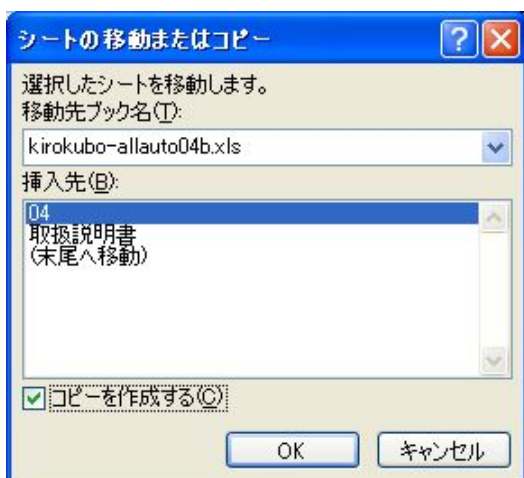 シートの移動またはコピー
選択したシートを移動します。
移動先ブック名(T):
kirokubo-allauto04b.xls
挿入先(B):
04
取扱説明書
(末尾へ移動)
コピーを作成する(C)
OK
キャンセル